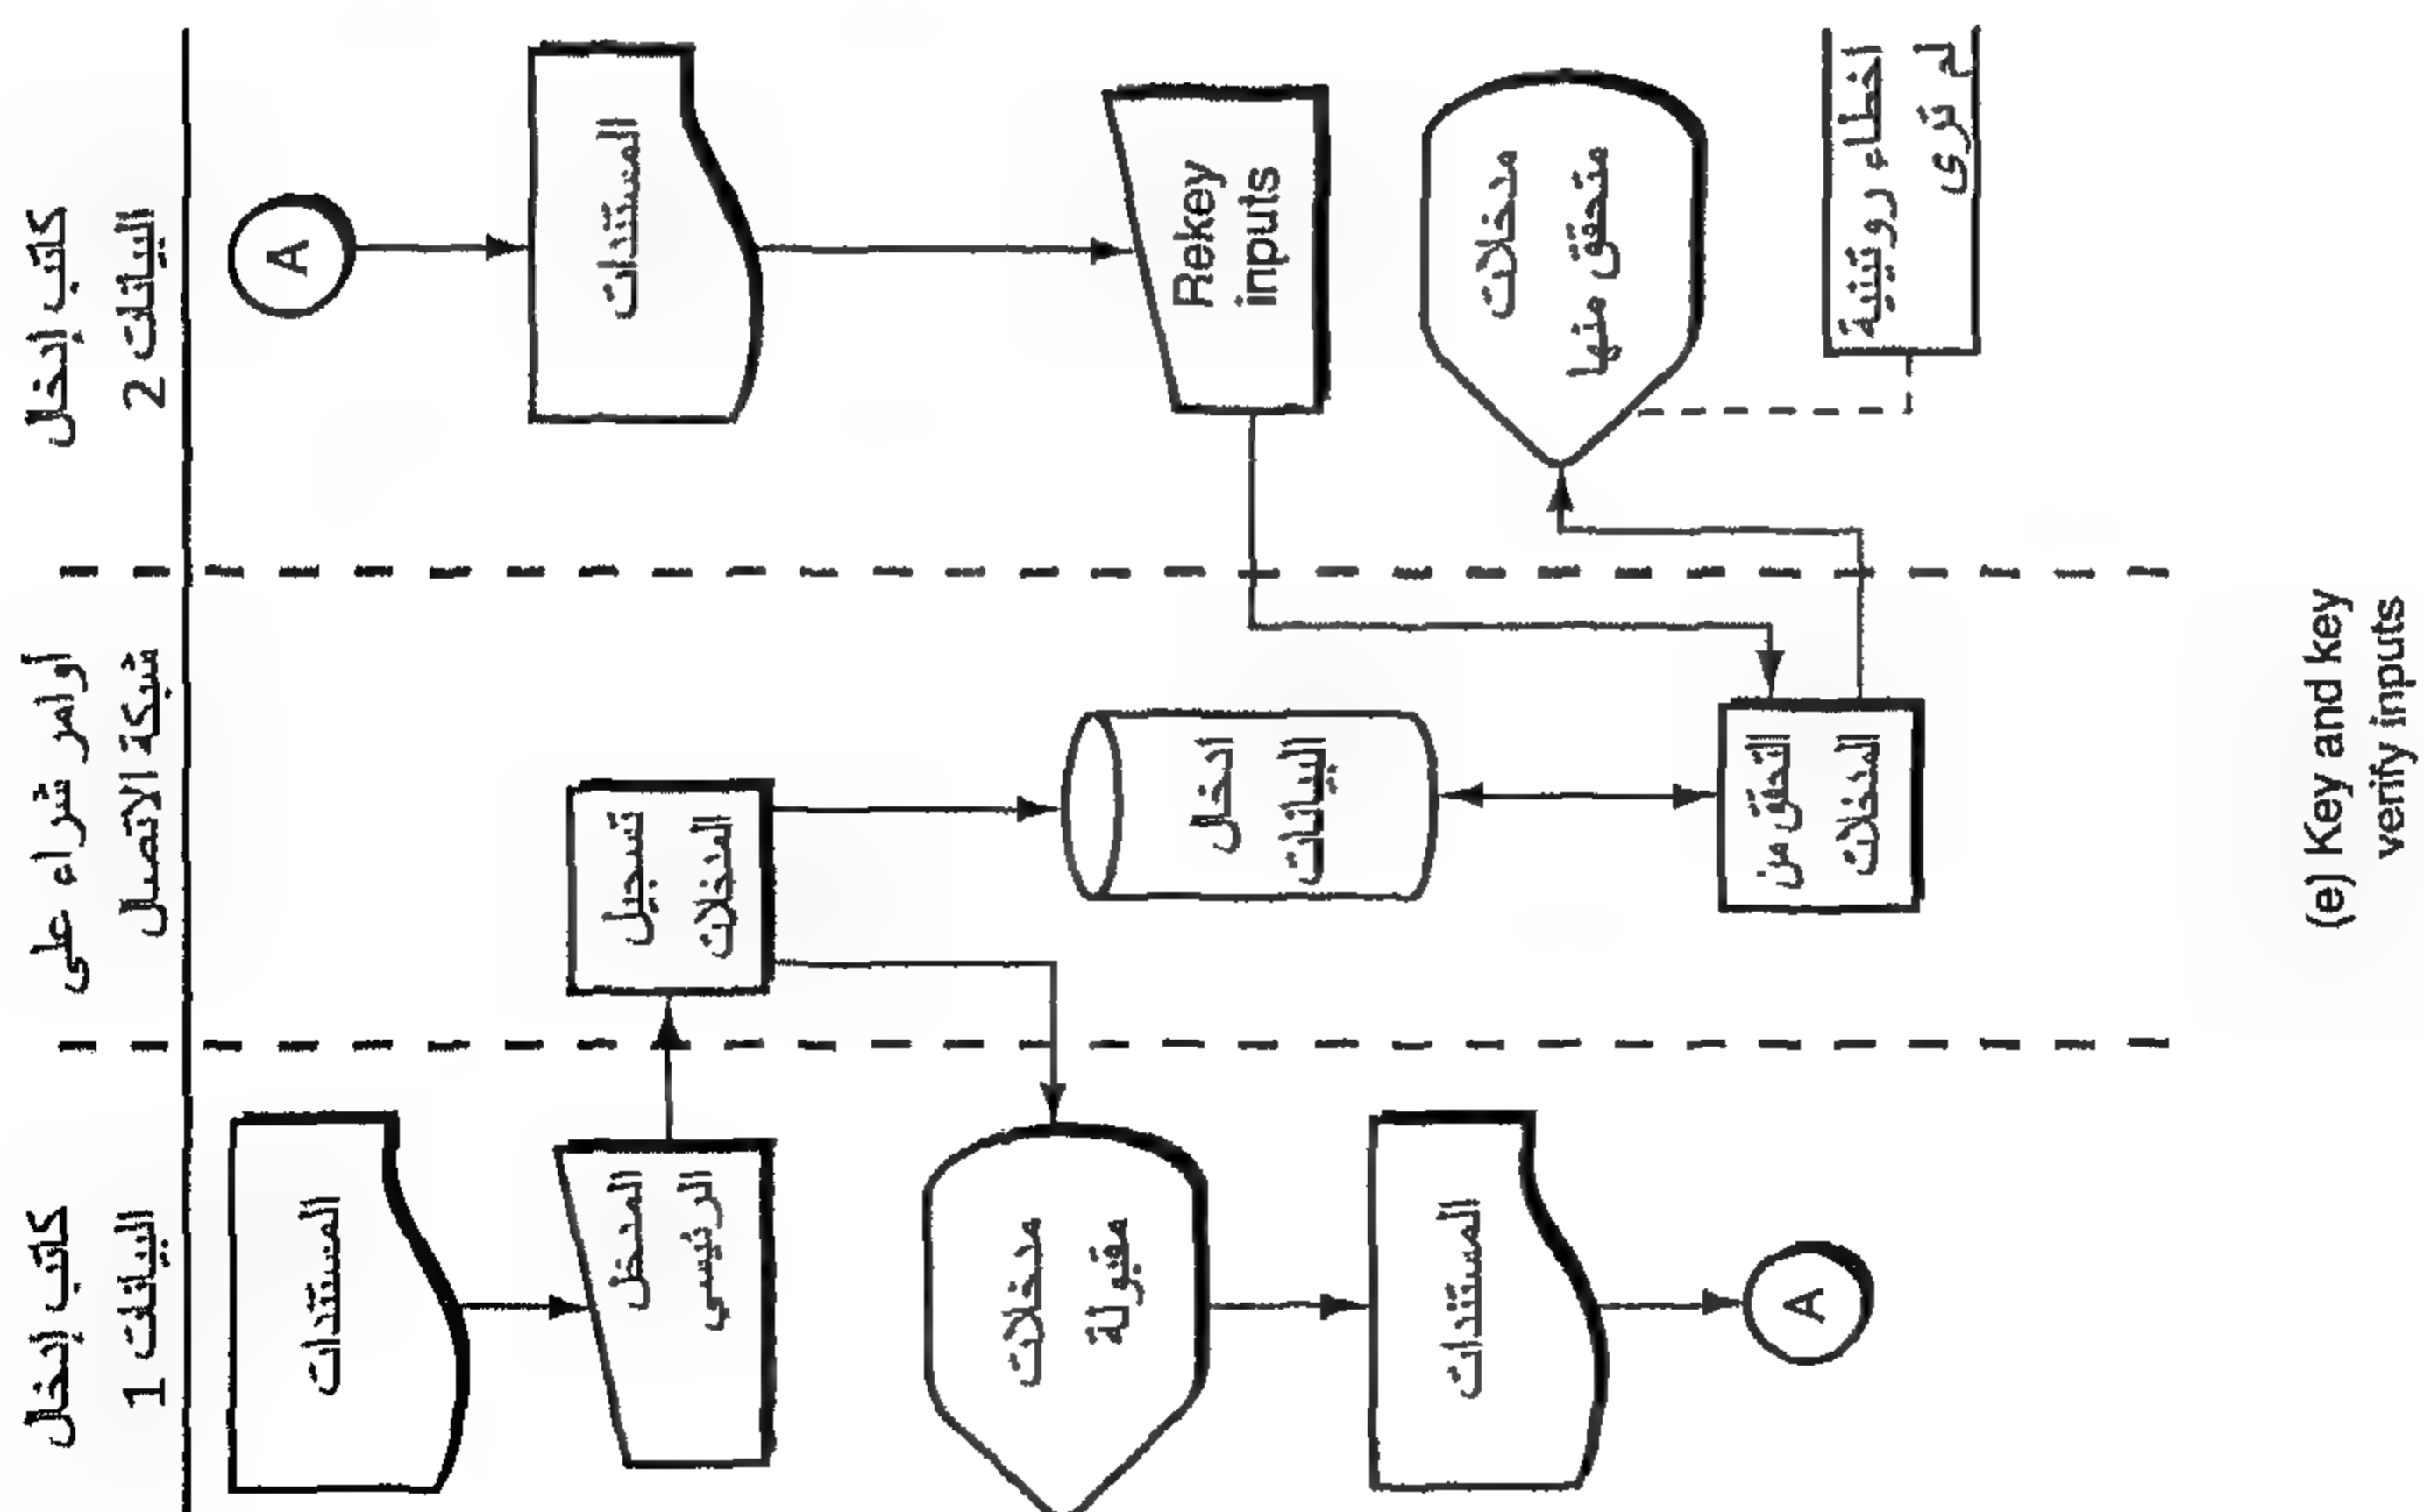 كاتب إدخال
البيانات 1
المستندات
المدخل
الرئيسي
مدخلات
مقبولة
المستندات
A
أوامر شراء على
شبكة الاتصال
تسجيل
المدخلات
ادخال
البيانات
التحقق من
المدخلات
كاتب إدخال
البيانات 2
A
المستندات
Rekey
inputs
مدخلات
متحقق منها
اخطاء روتينية
لم ترى
(e) Key and key
verify inputs